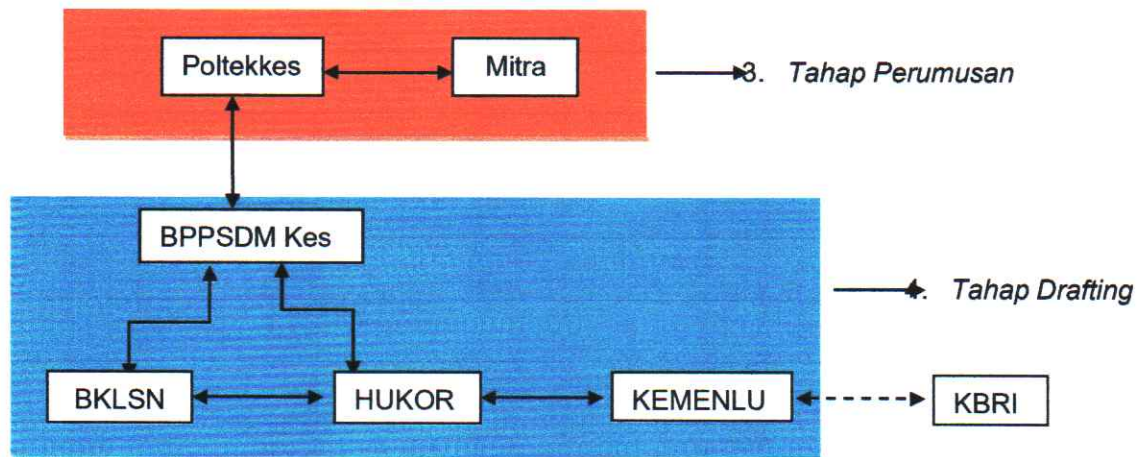 Poltekkes
Mitra
3. Tahap Perumusan
BPPSDM Kes
4. Tahap Drafting
BKLSN
HUKOR
KEMENLU
KBRI